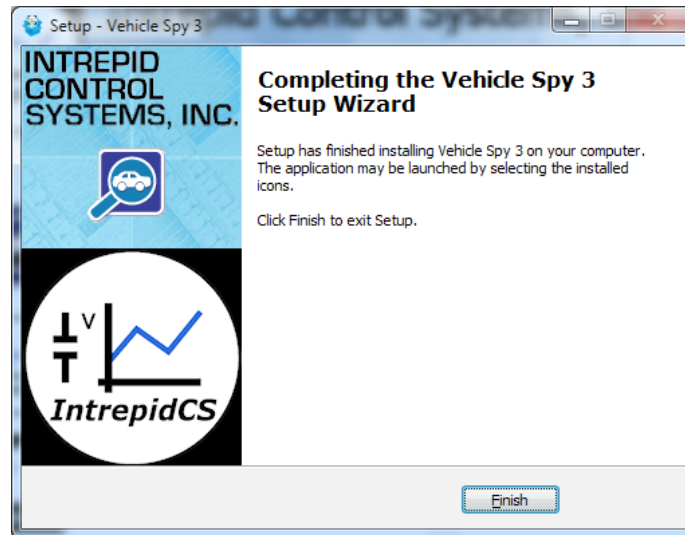 Setup - Vehicle Spy 3
INTREPID
CONTROL
SYSTEMS, INC.
Completing the Vehicle Spy 3
Setup Wizard
Setup has finished installing Vehicle Spy 3 on your computer.
The application may be launched by selecting the installed
icons.
Click Finish to exit Setup.
V
IntrepidCS
Finish